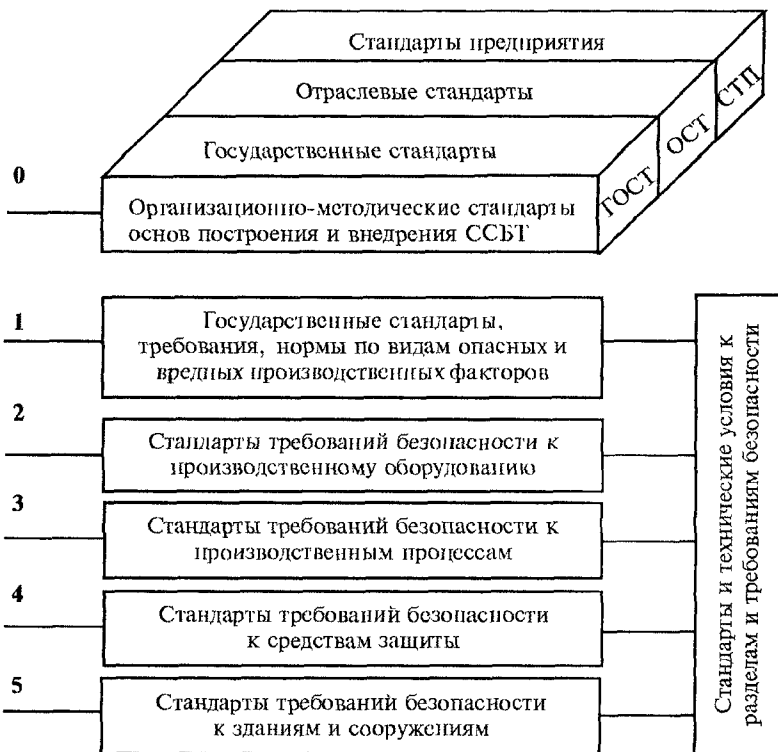 Стандарты предприятия
Отраслевые стандарты
Государственные стандарты
ГОСТ
ОСТ
СТП
0
Организационно-методические стандарты
основ построения и внедрения ССБТ
1
Государственные стандарты,
требования, нормы по видам опасных и
вредных производственных факторов
2
Стандарты требований безопасности к
производственному оборудованию
3
Стандарты требований безопасности к
производственным процессам
4
Стандарты требований безопасности
к средствам защиты
5
Стандарты требований безопасности
к зданиям и сооружениям
Стандарты и технические условия к
разделам и требованиям безопасности